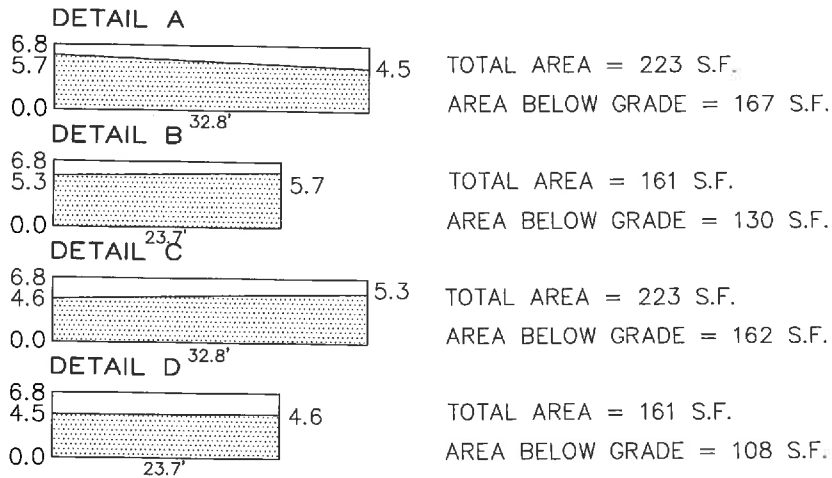 DETAIL A
6.8
5.7 4.5 TOTAL AREA = 223 S.F.
0.0 AREA BELOW GRADE = 167 S.F.
32.8'
DETAIL B
6.8
5.3 5.7 TOTAL AREA = 161 S.F.
0.0 AREA BELOW GRADE = 130 S.F.
23.7'
DETAIL C
6.8
4.6 5.3 TOTAL AREA = 223 S.F.
0.0 AREA BELOW GRADE = 162 S.F.
32.8'
DETAIL D
6.8
4.5 4.6 TOTAL AREA = 161 S.F.
0.0 AREA BELOW GRADE = 108 S.F.
23.7'